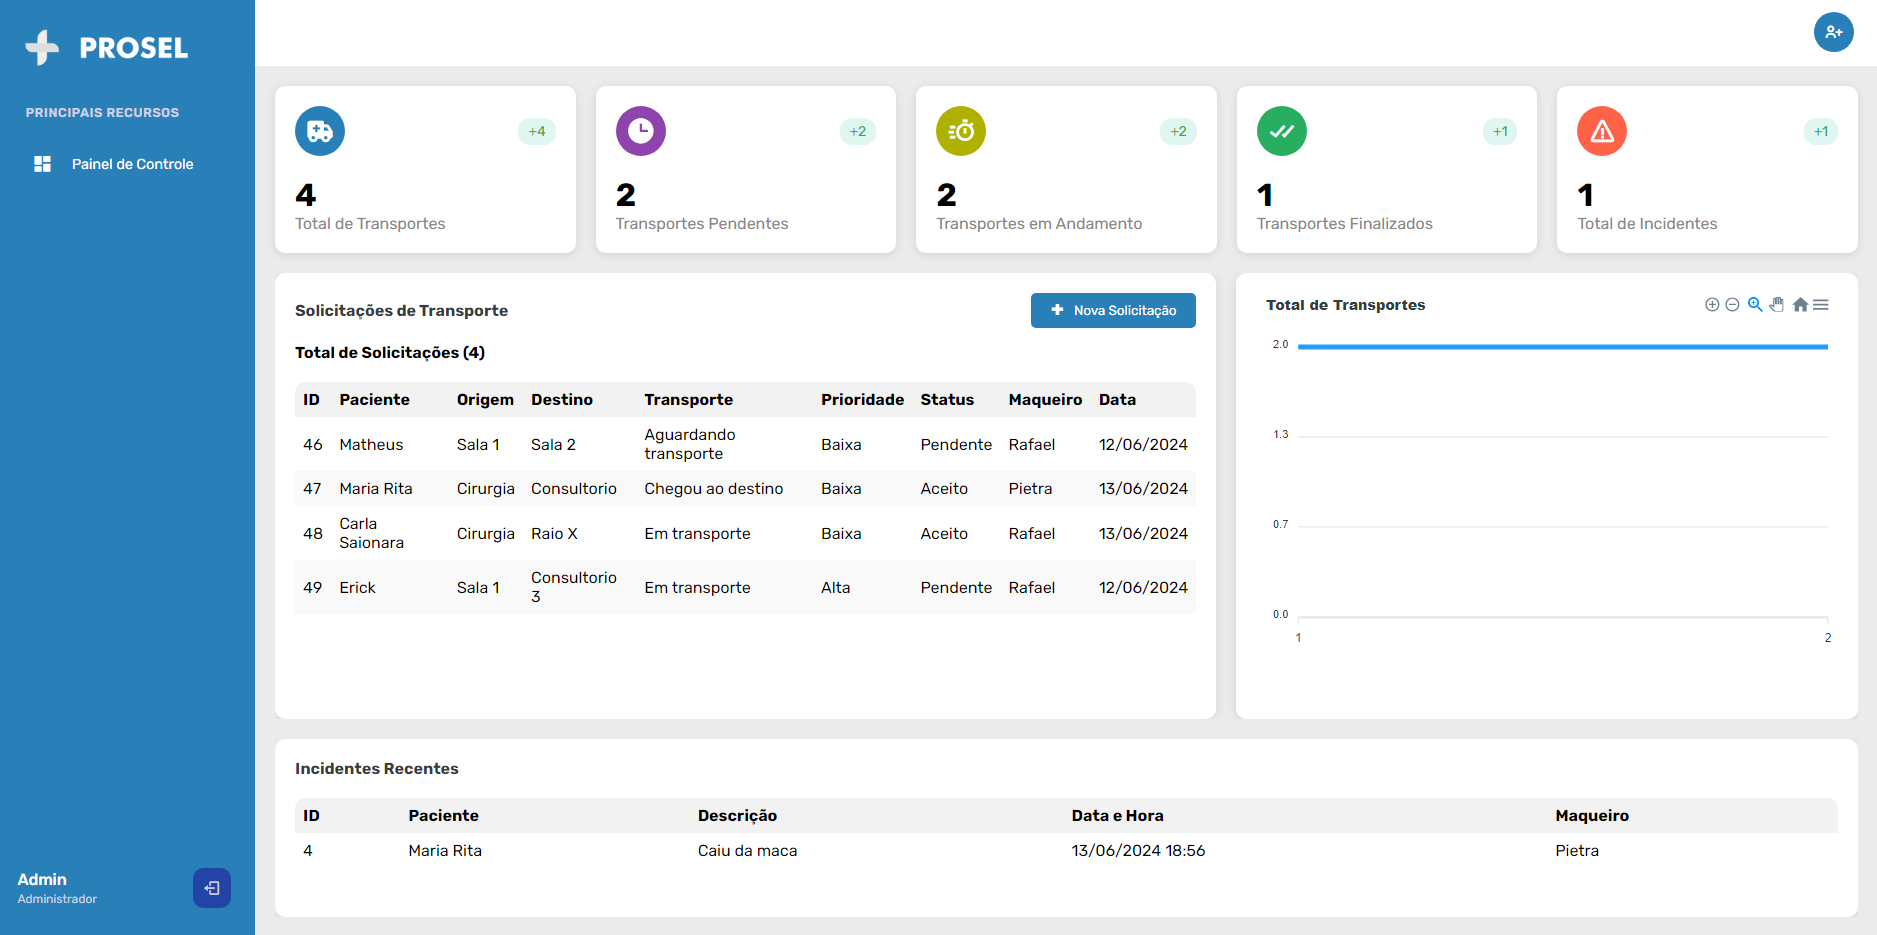 PROSEL
PRINCIPAIS RECURSOS
Painel de Controle
Admin
Administrador
+4
4
Total de Transportes
+2
2
Transportes Pendentes
+2
2
Transportes em Andamento
+1
1
Transportes Finalizados
+1
1
Total de Incidentes
Solicitações de Transporte
Nova Solicitação
Total de Solicitações (4)
ID Paciente Origem Destino Transporte Prioridade Status Maqueiro Data
46 Matheus Sala 1 Sala 2 Aguardando transporte Baixa Pendente Rafael 12/06/2024
47 Maria Rita Cirurgia Consultorio Chegou ao destino Baixa Aceito Pietra 13/06/2024
48 Carla Saionara Cirurgia Raio X Em transporte Baixa Aceito Rafael 13/06/2024
49 Erick Sala 1 Consultorio 3 Em transporte Alta Pendente Rafael 12/06/2024
Total de Transportes
2.0
1.3
0.7
0.0
1 2
Incidentes Recentes
ID Paciente Descrição Data e Hora Maqueiro
4 Maria Rita Caiu da maca 13/06/2024 18:56 Pietra